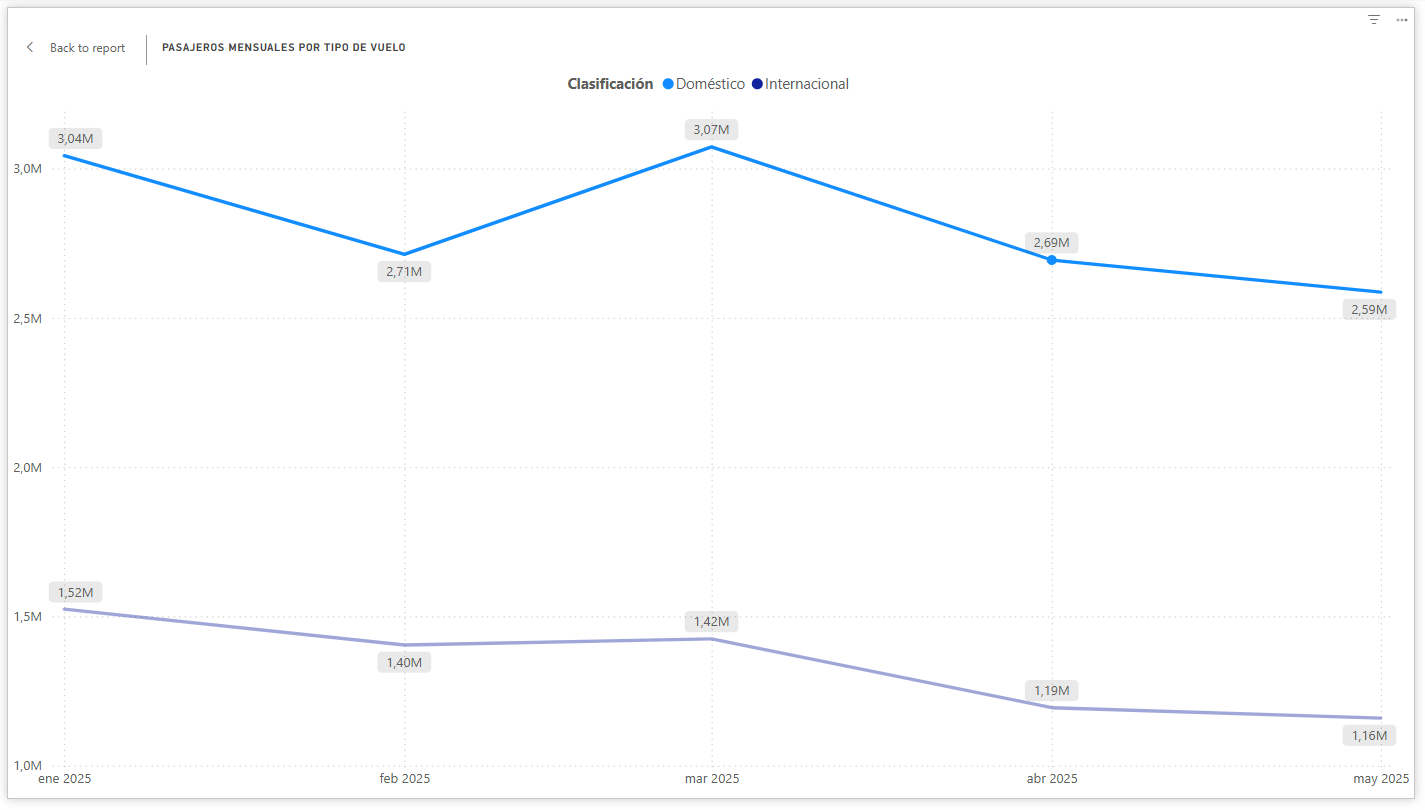 Back to report
PASAJEROS MENSUALES POR TIPO DE VUELO
Clasificación Doméstico Internacional
3,04M
3,07M
3,0M
2,71M
2,69M
2,59M
2,5M
2,0M
1,52M
1,5M
1,42M
1,40M
1,19M
1,16M
1,0M
ene 2025 feb 2025 mar 2025 abr 2025 may 2025